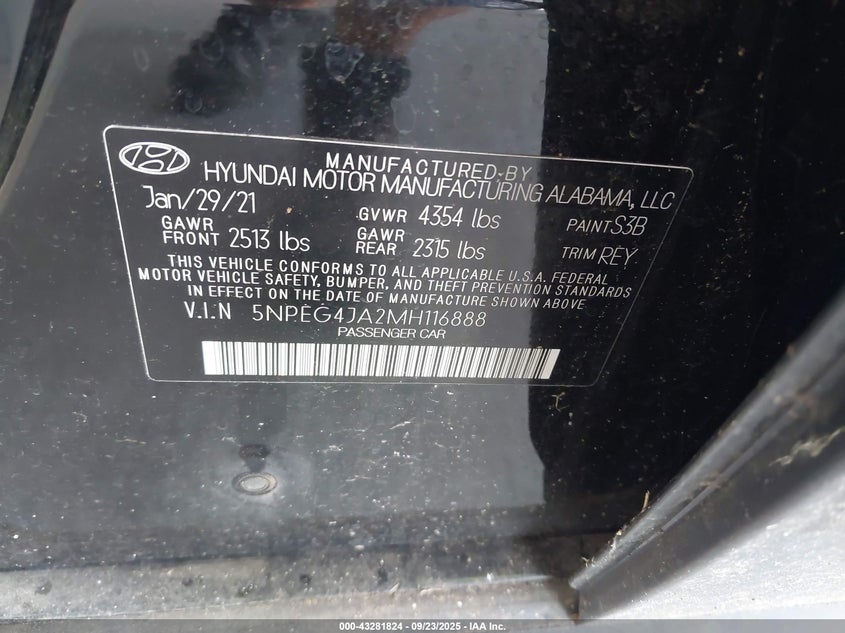 MANUFACTURED BY
HYUNDAI MOTOR MANUFACTURING ALABAMA, LLC
Jan/29/21 GVWR 4354 lbs PAINT S3B
GAWR FRONT 2513 lbs GAWR REAR 2315 lbs TRIM REY
THIS VEHICLE CONFORMS TO ALL APPLICABLE U.S.A. FEDERAL
MOTOR VEHICLE SAFETY, BUMPER, AND THEFT PREVENTION STANDARDS
IN EFFECT ON THE DATE OF MANUFACTURE SHOWN ABOVE
V.I.N 5NPEG4JA2MH116888
PASSENGER CAR
000-43281824 - 09/23/2025 - IAA Inc.